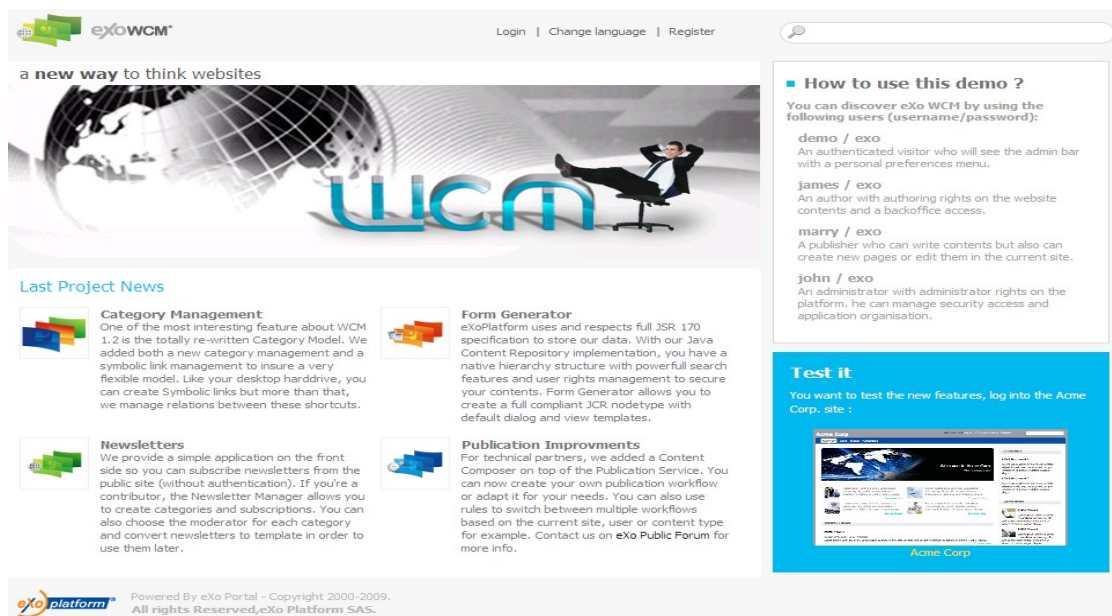 eXoWCM
Login | Change language | Register
a new way to think websites
WCM
Last Project News
Category Management
One of the most interesting feature about WCM
1.2 is the totally re-written Category Model. We
added both a new category management and a
symbolic link management to insure a very
flexible model. Like your desktop harddrive, you
can create Symbolic links but more than that,
we manage relations between these shortcuts.
Form Generator
eXoPlatform uses and respects full JSR 170
specification to store our data. With our Java
Content Repository implementation, you have a
native hierarchy structure with powerfull search
features and user rights management to secure
your contents. Form Generator allows you to
create a full compliant JCR nodetype with
default dialog and view templates.
Newsletters
We provide a simple application on the front
side so you can subscribe newsletters from the
public site (without authentication). If you're a
contributor, the Newsletter Manager allows you
to create categories and subscriptions. You can
also choose the moderator for each category
and convert newsletters to template in order to
use them later.
Publication Improvments
For technical partners, we added a Content
Composer on top of the Publication Service. You
can now create your own publication workflow
or adapt it for your needs. You can also use
rules to switch between multiple workflows
based on the current site, user or content type
for example. Contact us on eXo Public Forum for
more info.
How to use this demo ?
You can discover eXo WCM by using the
following users (username/password):
demo / exo
An authenticated visitor who will see the admin bar
with a personal preferences menu.
james / exo
An author with authoring rights on the website
contents and a backoffice access.
marry / exo
A publisher who can write contents but also can
create new pages or edit them in the current site.
john / exo
An administrator with administrator rights on the
platform. he can manage security access and
application organisation.
Test it
You want to test the new features, log into the Acme
Corp. site :
Acme Corp
Welcome to Acme Corp
Acme Corp
eXo platform
Powered By eXo Portal - Copyright 2000-2009.
All rights Reserved,eXo Platform SAS.